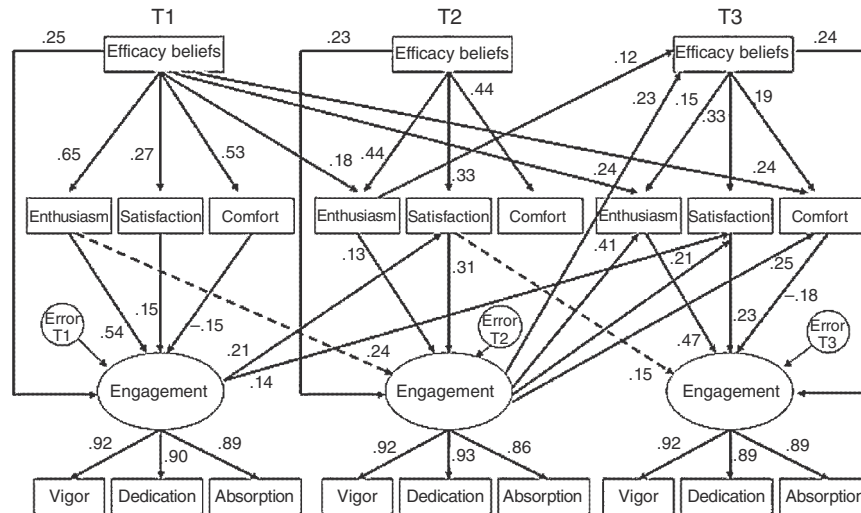 T1 T2 T3
.25 Efficacy beliefs .23 Efficacy beliefs .12 Efficacy beliefs .24
.65 .27 .53 .18 .44 .33 .44 .23 .15 .33 .19
.24 .24
Enthusiasm Satisfaction Comfort Enthusiasm Satisfaction Comfort Enthusiasm Satisfaction Comfort
.54 .15 –.15 .13 .31 .41 .21 .25
.47 .23 –.18
Error
T1
Error
T2
Error
T3
.21
.14 .24 .15
Engagement Engagement Engagement
.92 .90 .89 .92 .93 .86 .92 .89 .89
Vigor Dedication Absorption Vigor Dedication Absorption Vigor Dedication Absorption